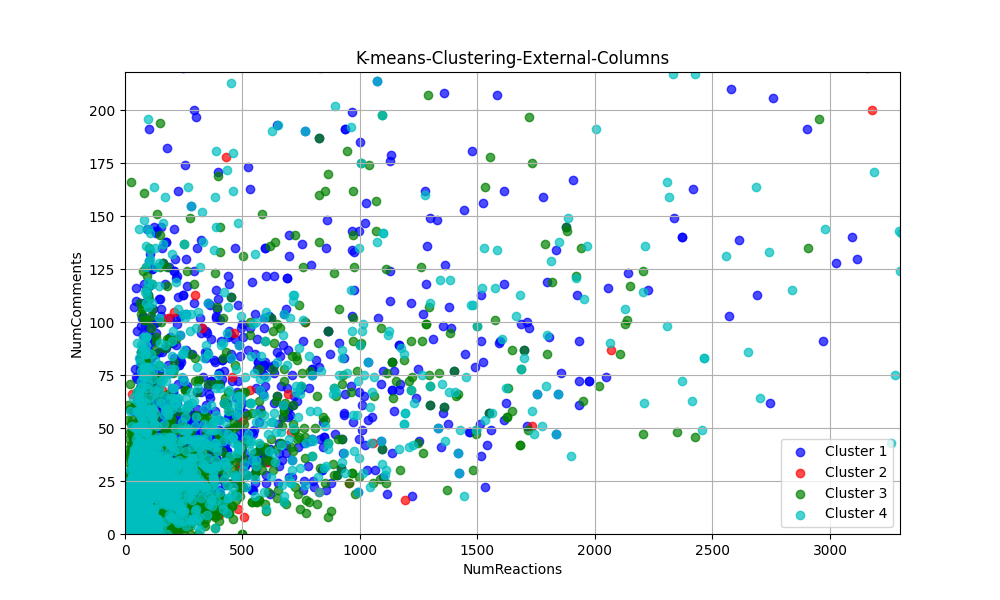 K-means-Clustering-External-Columns
NumComments
200
175
150
125
100
75
50
25
0
0 500 1000 1500 2000 2500 3000
NumReactions
Cluster 1
Cluster 2
Cluster 3
Cluster 4